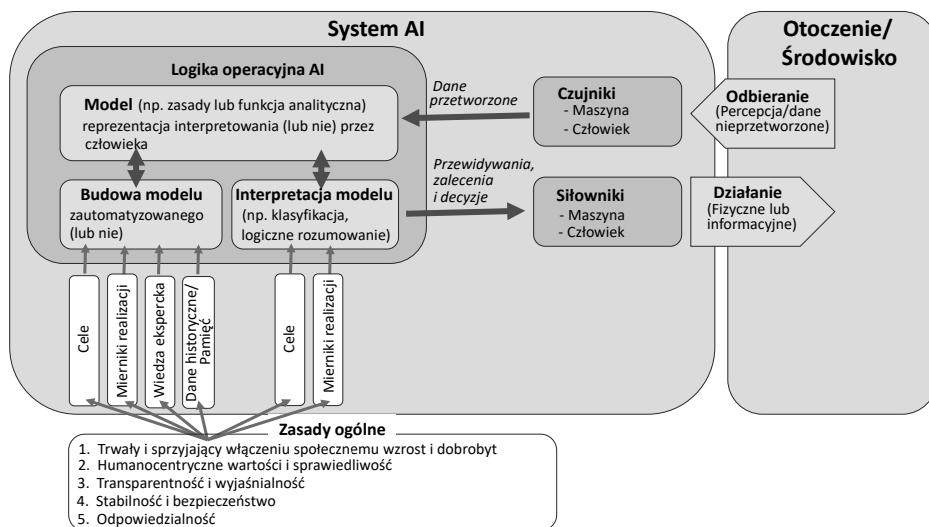 System AI
Otoczenie/
Środowisko
Logika operacyjna AI
Model (np. zasady lub funkcja analityczna)
reprezentacja interpretowania (lub nie) przez
człowieka
Dane
przetworzone
Czujniki
- Maszyna
- Człowiek
Odbieranie
(Percepcja/dane
nieprzetworzone)
Budowa modelu
zautomatyzowanego
(lub nie)
Interpretacja modelu
(np. klasyfikacja,
logiczne rozumowanie)
Przewidywania,
zalecenia
i decyzje
Siłowniki
- Maszyna
- Człowiek
Działanie
(Fizyczne lub
informacyjne)
Cele
Mierniki realizacji
Wiedza ekspercka
Dane historyczne/
Pamięć
Cele
Mierniki realizacji
Zasady ogólne
1. Trwały i sprzyjający włączeniu społecznemu wzrost i dobrobyt
2. Humanocentryczne wartości i sprawiedliwość
3. Transparentność i wyjaśnialność
4. Stabilność i bezpieczeństwo
5. Odpowiedzialność